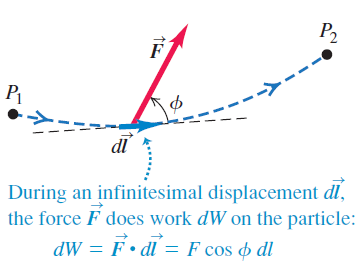 P₂
F⃗
P₁
ϕ
dl⃗
During an infinitesimal displacement dl⃗,
the force F⃗ does work dW on the particle:
dW = F⃗ • dl⃗ = F cos ϕ dl